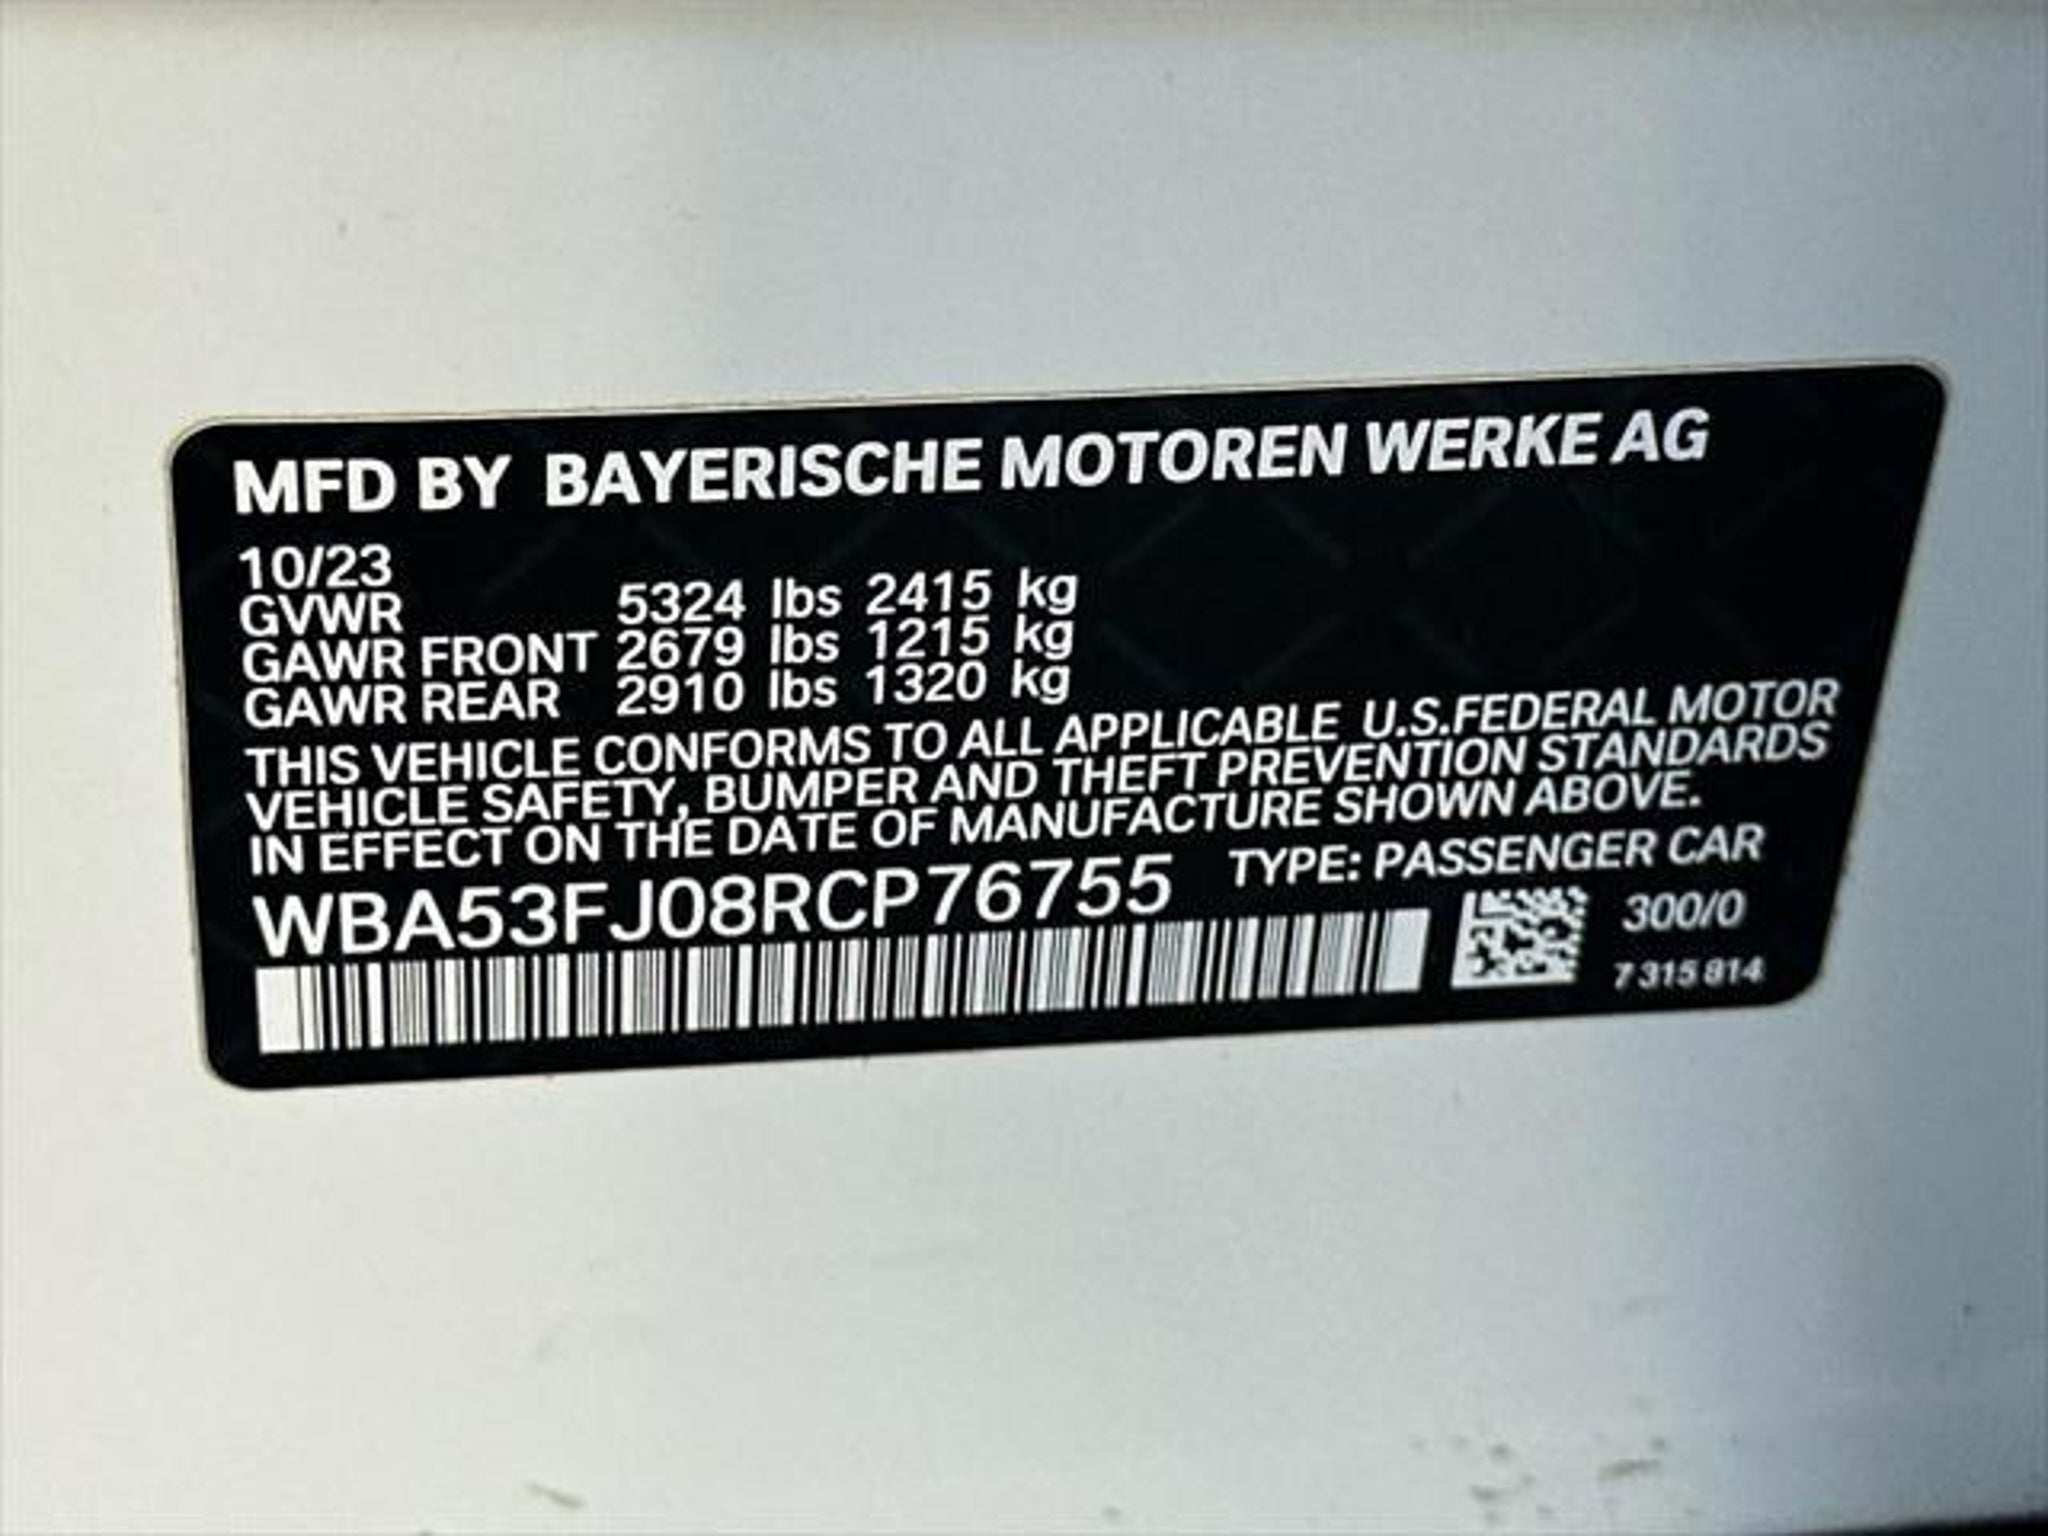 MFD BY BAYERISCHE MOTOREN WERKE AG
10/23
GVWR 5324 lbs 2415 kg
GAWR FRONT 2679 lbs 1215 kg
GAWR REAR 2910 lbs 1320 kg
THIS VEHICLE CONFORMS TO ALL APPLICABLE U.S.FEDERAL MOTOR
VEHICLE SAFETY, BUMPER AND THEFT PREVENTION STANDARDS
IN EFFECT ON THE DATE OF MANUFACTURE SHOWN ABOVE.
WBA53FJ08RCP76755 TYPE: PASSENGER CAR
300/0
7 315 814